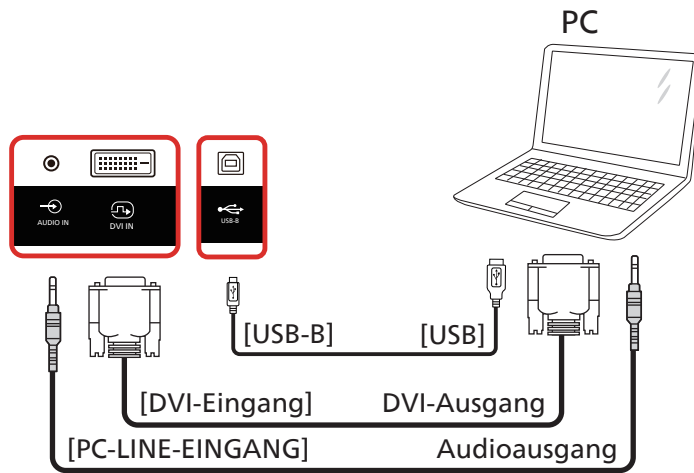 PC
AUDIO IN
DVI IN
USB-B
[USB-B]
[USB]
[DVI-Eingang]
DVI-Ausgang
[PC-LINE-EINGANG]
Audioausgang